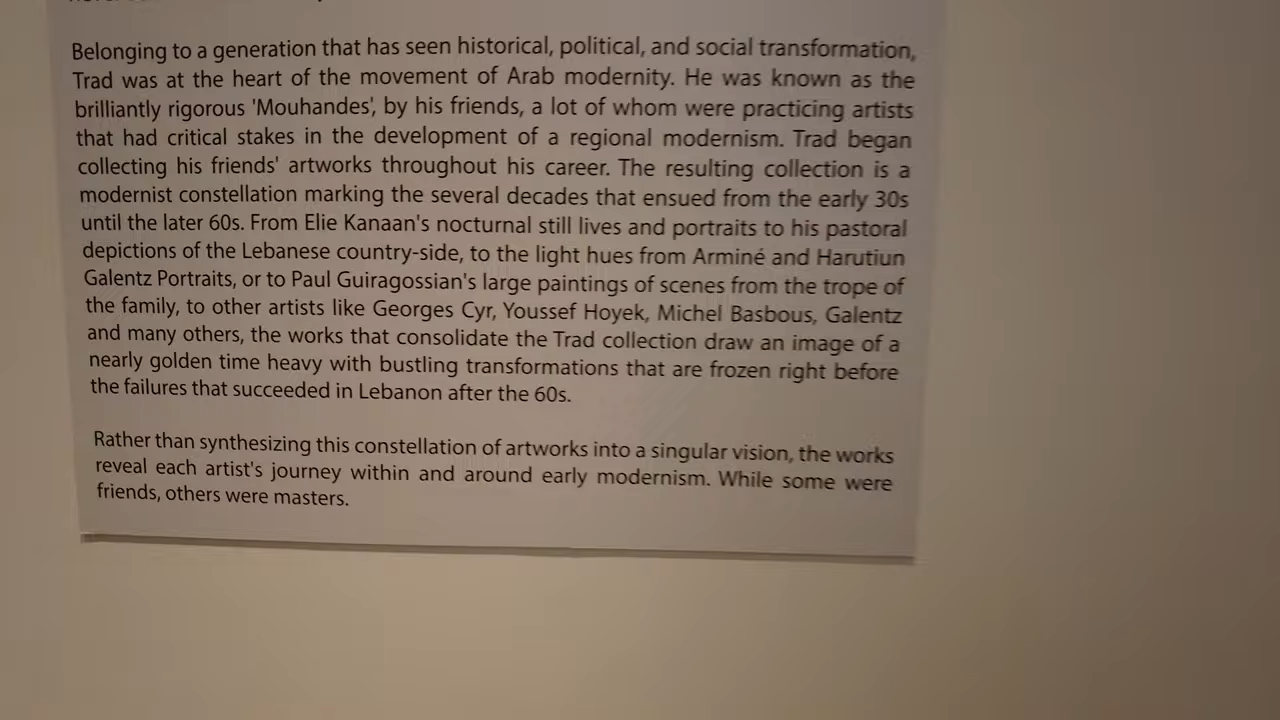 Belonging to a generation that has seen historical, political, and social transformation,
Trad was at the heart of the movement of Arab modernity. He was known as the
brilliantly rigorous 'Mouhandes', by his friends, a lot of whom were practicing artists
that had critical stakes in the development of a regional modernism. Trad began
collecting his friends' artworks throughout his career. The resulting collection is a
modernist constellation marking the several decades that ensued from the early 30s
until the later 60s. From Elie Kanaan's nocturnal still lives and portraits to his pastoral
depictions of the Lebanese country-side, to the light hues from Arminé and Harutiun
Galentz Portraits, or to Paul Guiragossian's large paintings of scenes from the trope of
the family, to other artists like Georges Cyr, Youssef Hoyek, Michel Basbous, Galentz
and many others, the works that consolidate the Trad collection draw an image of a
nearly golden time heavy with bustling transformations that are frozen right before
the failures that succeeded in Lebanon after the 60s.
Rather than synthesizing this constellation of artworks into a singular vision, the works
reveal each artist's journey within and around early modernism. While some were
friends, others were masters.